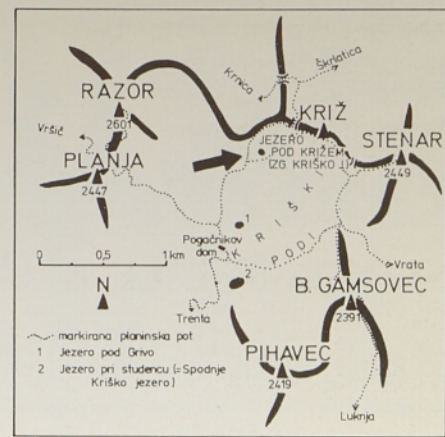 Krnica
Škrlatica
RAZOR
2601
Vršič
PLANJA
2447
KRIŽ
STENAR
2449
JEZERO
POD KRIŽEM
(ZG. KRIŠKO J.)
KRIŠKI
PODI
1
Pogačnikov
dom
2
0 0,5 1 km
N
Trenta
Vrata
B. GAMSOVEC
2391
PIHAVEC
2419
Luknja
markirana planinska pot
1 Jezero pod Grivo
2 Jezero pri studencu (= Spodnje
Kriško jezero)